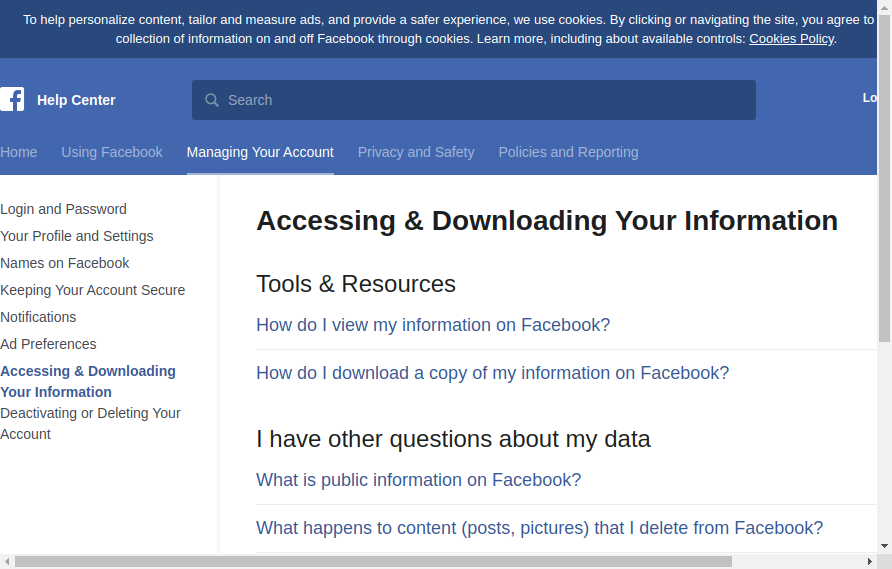 To help personalize content, tailor and measure ads, and provide a safer experience, we use cookies. By clicking or navigating the site, you agree to
collection of information on and off Facebook through cookies. Learn more, including about available controls: Cookies Policy.
Help Center
Search
Lo
Home
Using Facebook
Managing Your Account
Privacy and Safety
Policies and Reporting
Login and Password
Your Profile and Settings
Names on Facebook
Keeping Your Account Secure
Notifications
Ad Preferences
Accessing & Downloading
Your Information
Deactivating or Deleting Your
Account
Accessing & Downloading Your Information
Tools & Resources
How do I view my information on Facebook?
How do I download a copy of my information on Facebook?
I have other questions about my data
What is public information on Facebook?
What happens to content (posts, pictures) that I delete from Facebook?